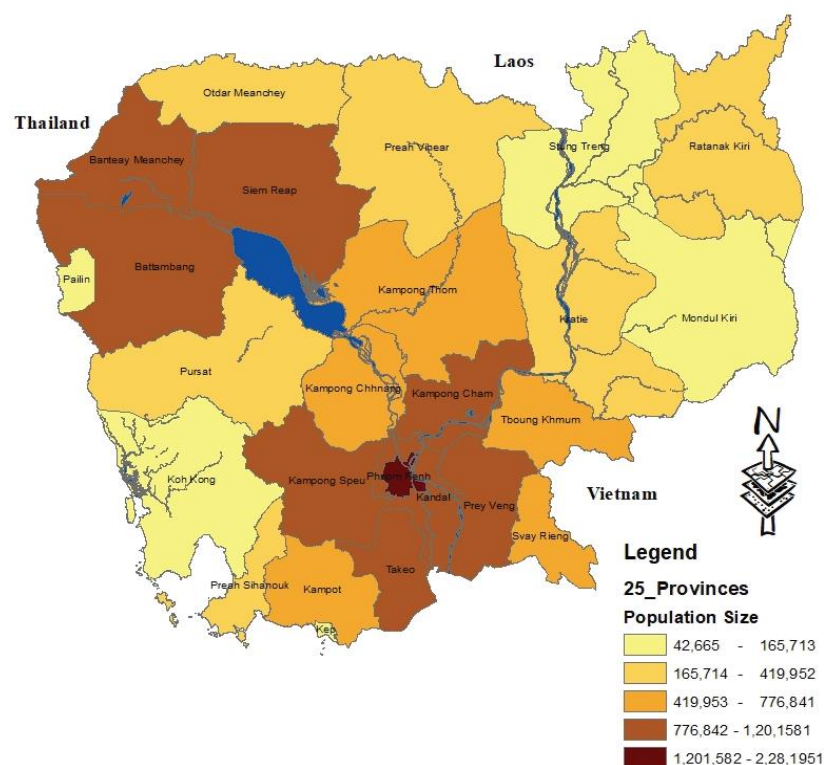 Laos
Otdar Meanchey
Thailand
Stung Treng
Ratanak Kiri
Preah Vibear
Banteay Meanchey
Siem Reap
Battambang
Pailin
Kampong Thom
Kratie
Mondul Kiri
Pursat
Kampong Chhnang
Kampong Cham
Tboung Khmum
N
Koh Kong
Kampong Speu
Phnom Penh
Kandal
Prey Veng
Vietnam
Svay Rieng
Takeo
Preah Sihanouk
Kampot
Kep
Legend
25_Provinces
Population Size
42,665 - 165,713
165,714 - 419,952
419,953 - 776,841
776,842 - 1,20,1581
1,201,582 - 2,28,1951